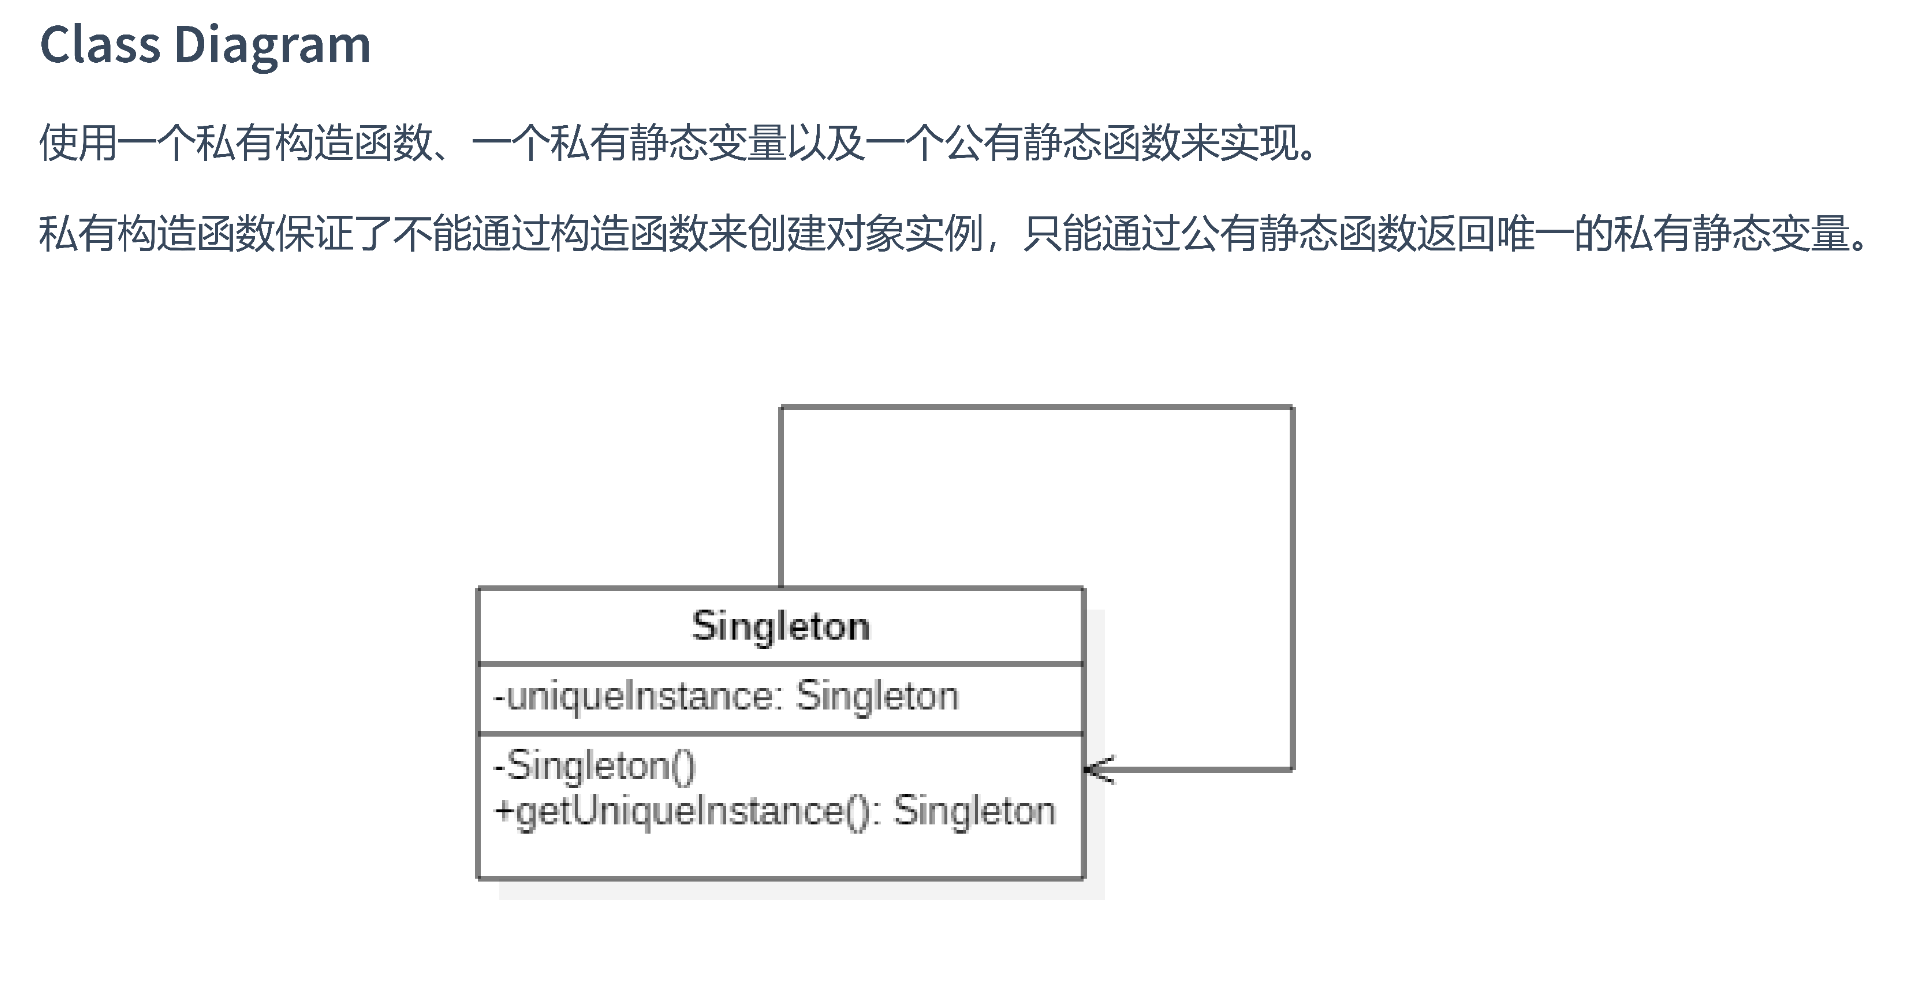 Class Diagram
使用一个私有构造函数、一个私有静态变量以及一个公有静态函数来实现。
私有构造函数保证了不能通过构造函数来创建对象实例，只能通过公有静态函数返回唯一的私有静态变量。
Singleton
-uniqueInstance: Singleton
-Singleton()
+getUniqueInstance(): Singleton